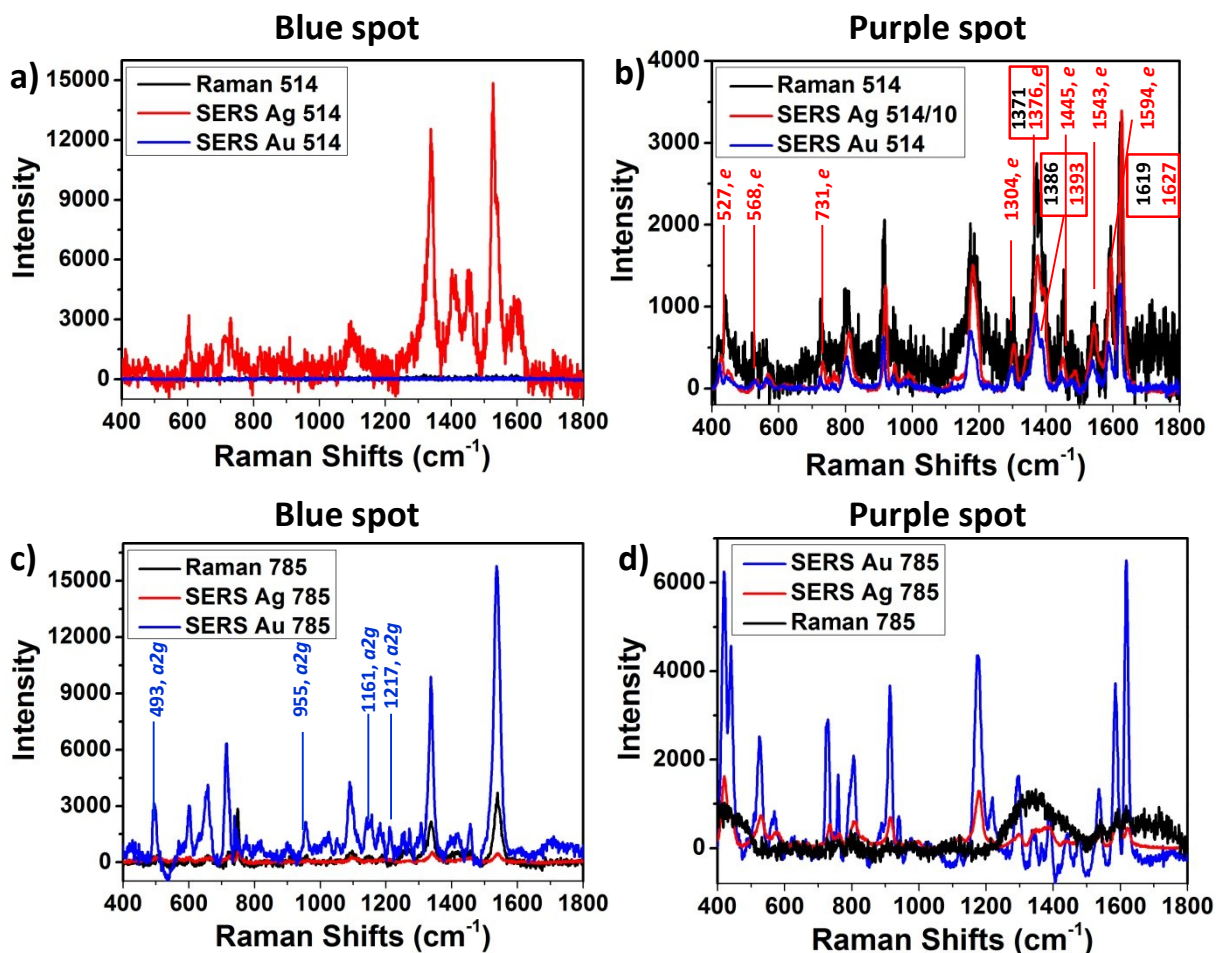 Blue spot
Purple spot
a)
15000
12000
9000
6000
3000
0
Intensity
Raman 514
SERS Ag 514
SERS Au 514
400 600 800 1000 1200 1400 1600 1800
Raman Shifts (cm⁻¹)
b)
4000
3000
2000
1000
0
Intensity
Raman 514
SERS Ag 514/10
SERS Au 514
527, e
568, e
731, e
1304, e
1371
1376, e
1386
1393
1445, e
1543, e
1594, e
1619
1627
400 600 800 1000 1200 1400 1600 1800
Raman Shifts (cm⁻¹)
Blue spot
Purple spot
c)
15000
12000
9000
6000
3000
0
Intensity
Raman 785
SERS Ag 785
SERS Au 785
493, a2g
955, a2g
1161, a2g
1217, a2g
400 600 800 1000 1200 1400 1600 1800
Raman Shifts (cm⁻¹)
d)
6000
4000
2000
0
Intensity
SERS Au 785
SERS Ag 785
Raman 785
400 600 800 1000 1200 1400 1600 1800
Raman Shifts (cm⁻¹)